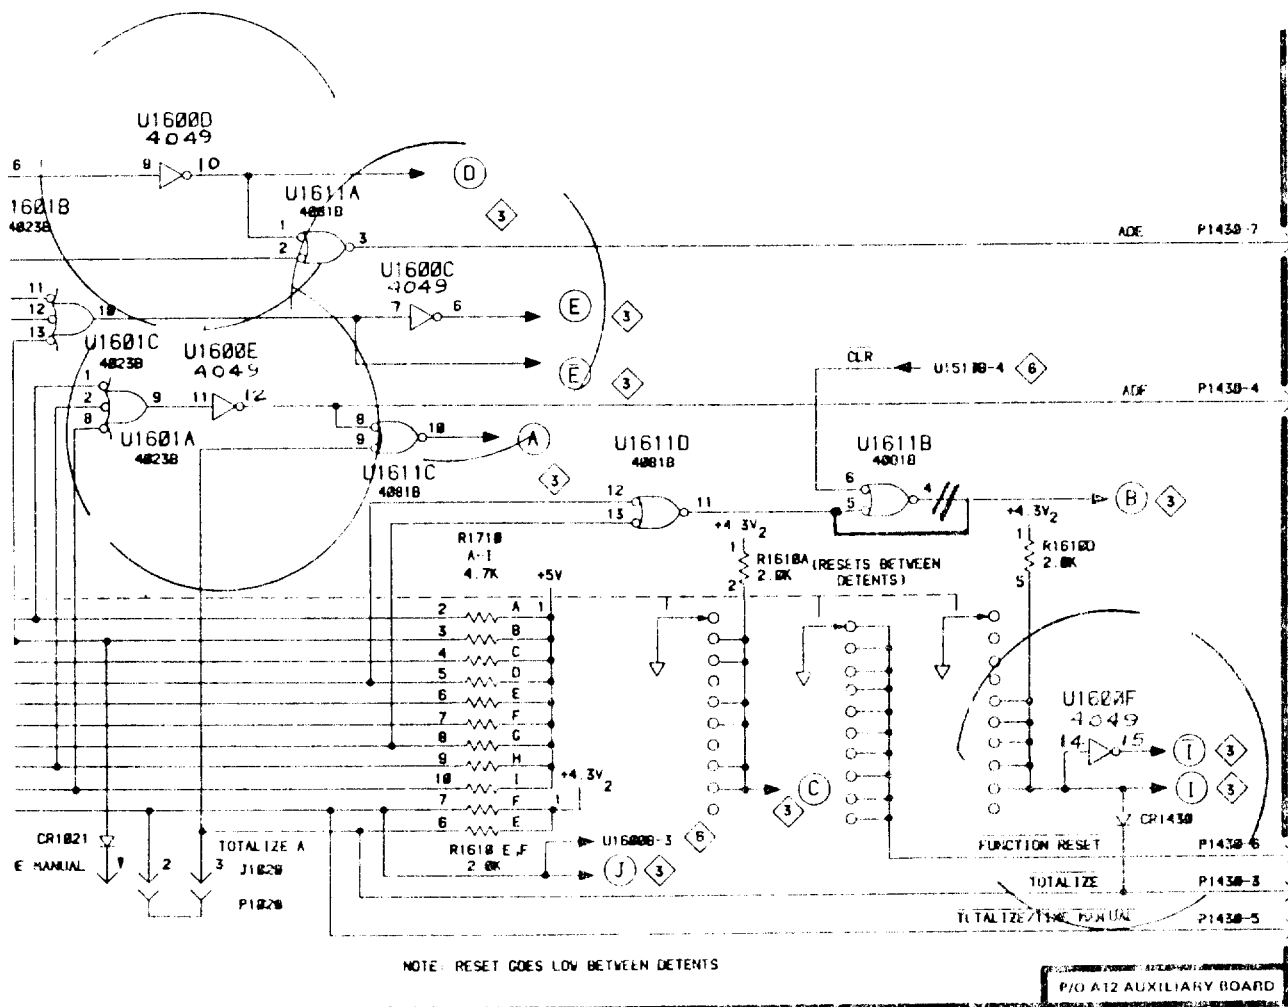 U1600D
4049
6
9
10
D
3
1601B
4023B
U1611A
4081B
1
2
3
ADE P1430-7
11
12
13
10
U1601C
4023B
U1600C
4049
7
6
E
3
E
3
U1600E
4049
1
2
8
9
11
12
U1601A
4023B
CLR
U1510B-4
6
ADF P1430-4
8
9
10
A
3
U1611C
4081B
U1611D
4081B
12
13
11
U1611B
4001B
6
5
4
B
3
+4.3V2
1
R1610A
2.0K
2
(RESETS BETWEEN
DETENTS)
+4.3V2
1
R1610D
2.0K
5
R1710
A-I
4.7K
+5V
2 A 1
3 B
4 C
5 D
6 E
7 F
8 G
9 H
10 I
7 F 1
6 E
+4.3V2
R1610 E,F
2.0K
C
3
U1600F
4049
14
15
I
3
I
3
CR1430
CR1021
E MANUAL
1
2
3
TOTALIZE A
J1020
P1020
U1600B-3
6
J
3
FUNCTION RESET P1430-6
TOTALIZE P1430-3
TOTALIZE/TIME MANUAL P1430-5
NOTE: RESET GOES LOW BETWEEN DETENTS
P/O A12 AUXILIARY BOARD